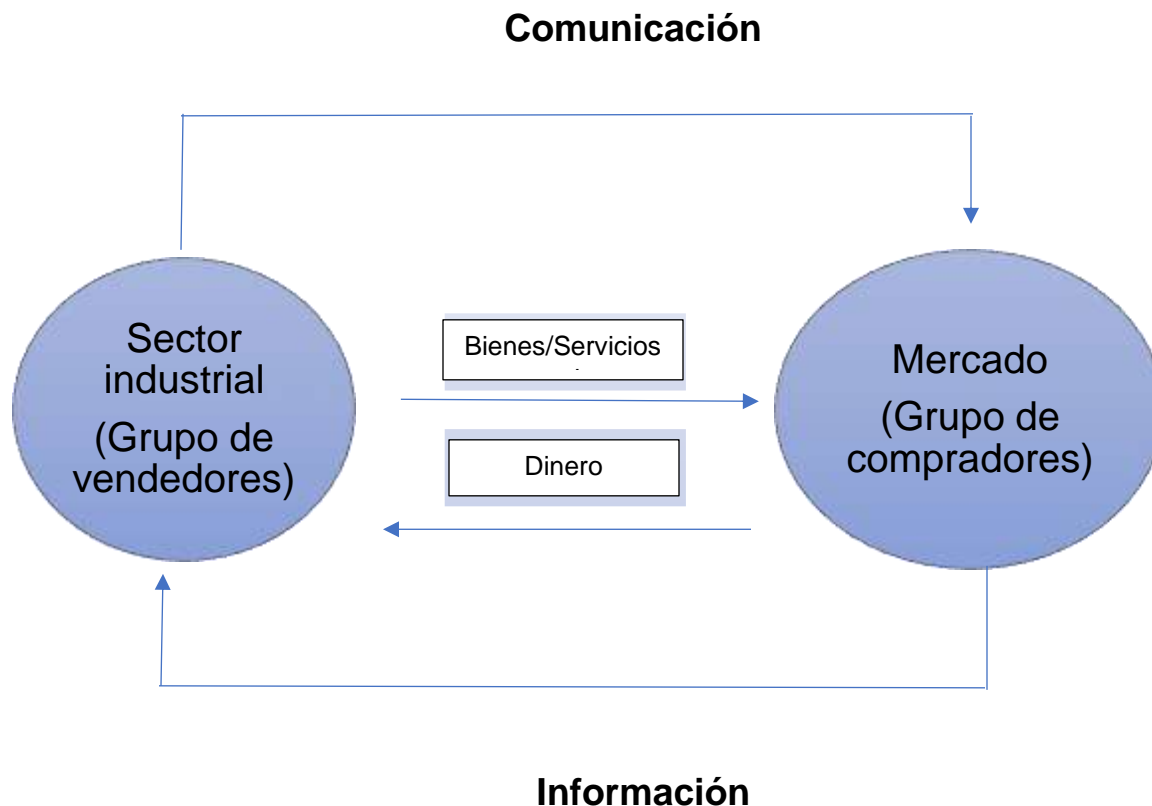 Comunicación
Sector
industrial
(Grupo de
vendedores)
Bienes/Servicios
Dinero
Mercado
(Grupo de
compradores)
Información